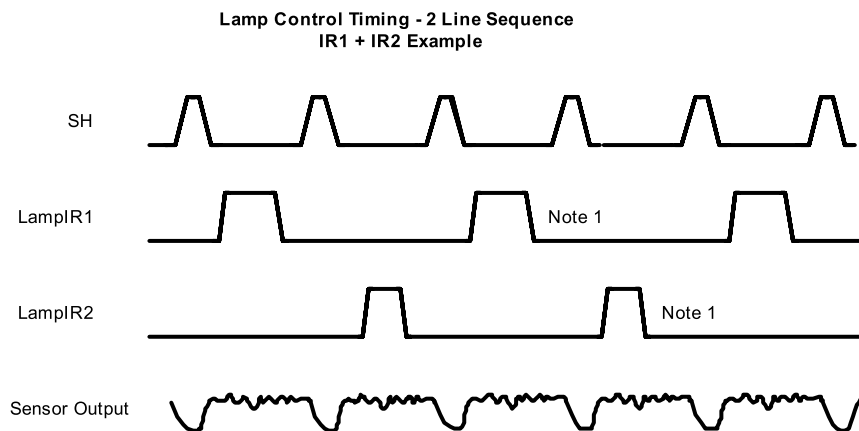 Lamp Control Timing - 2 Line Sequence
IR1 + IR2 Example
SH
LampIR1
Note 1
LampIR2
Note 1
Sensor Output